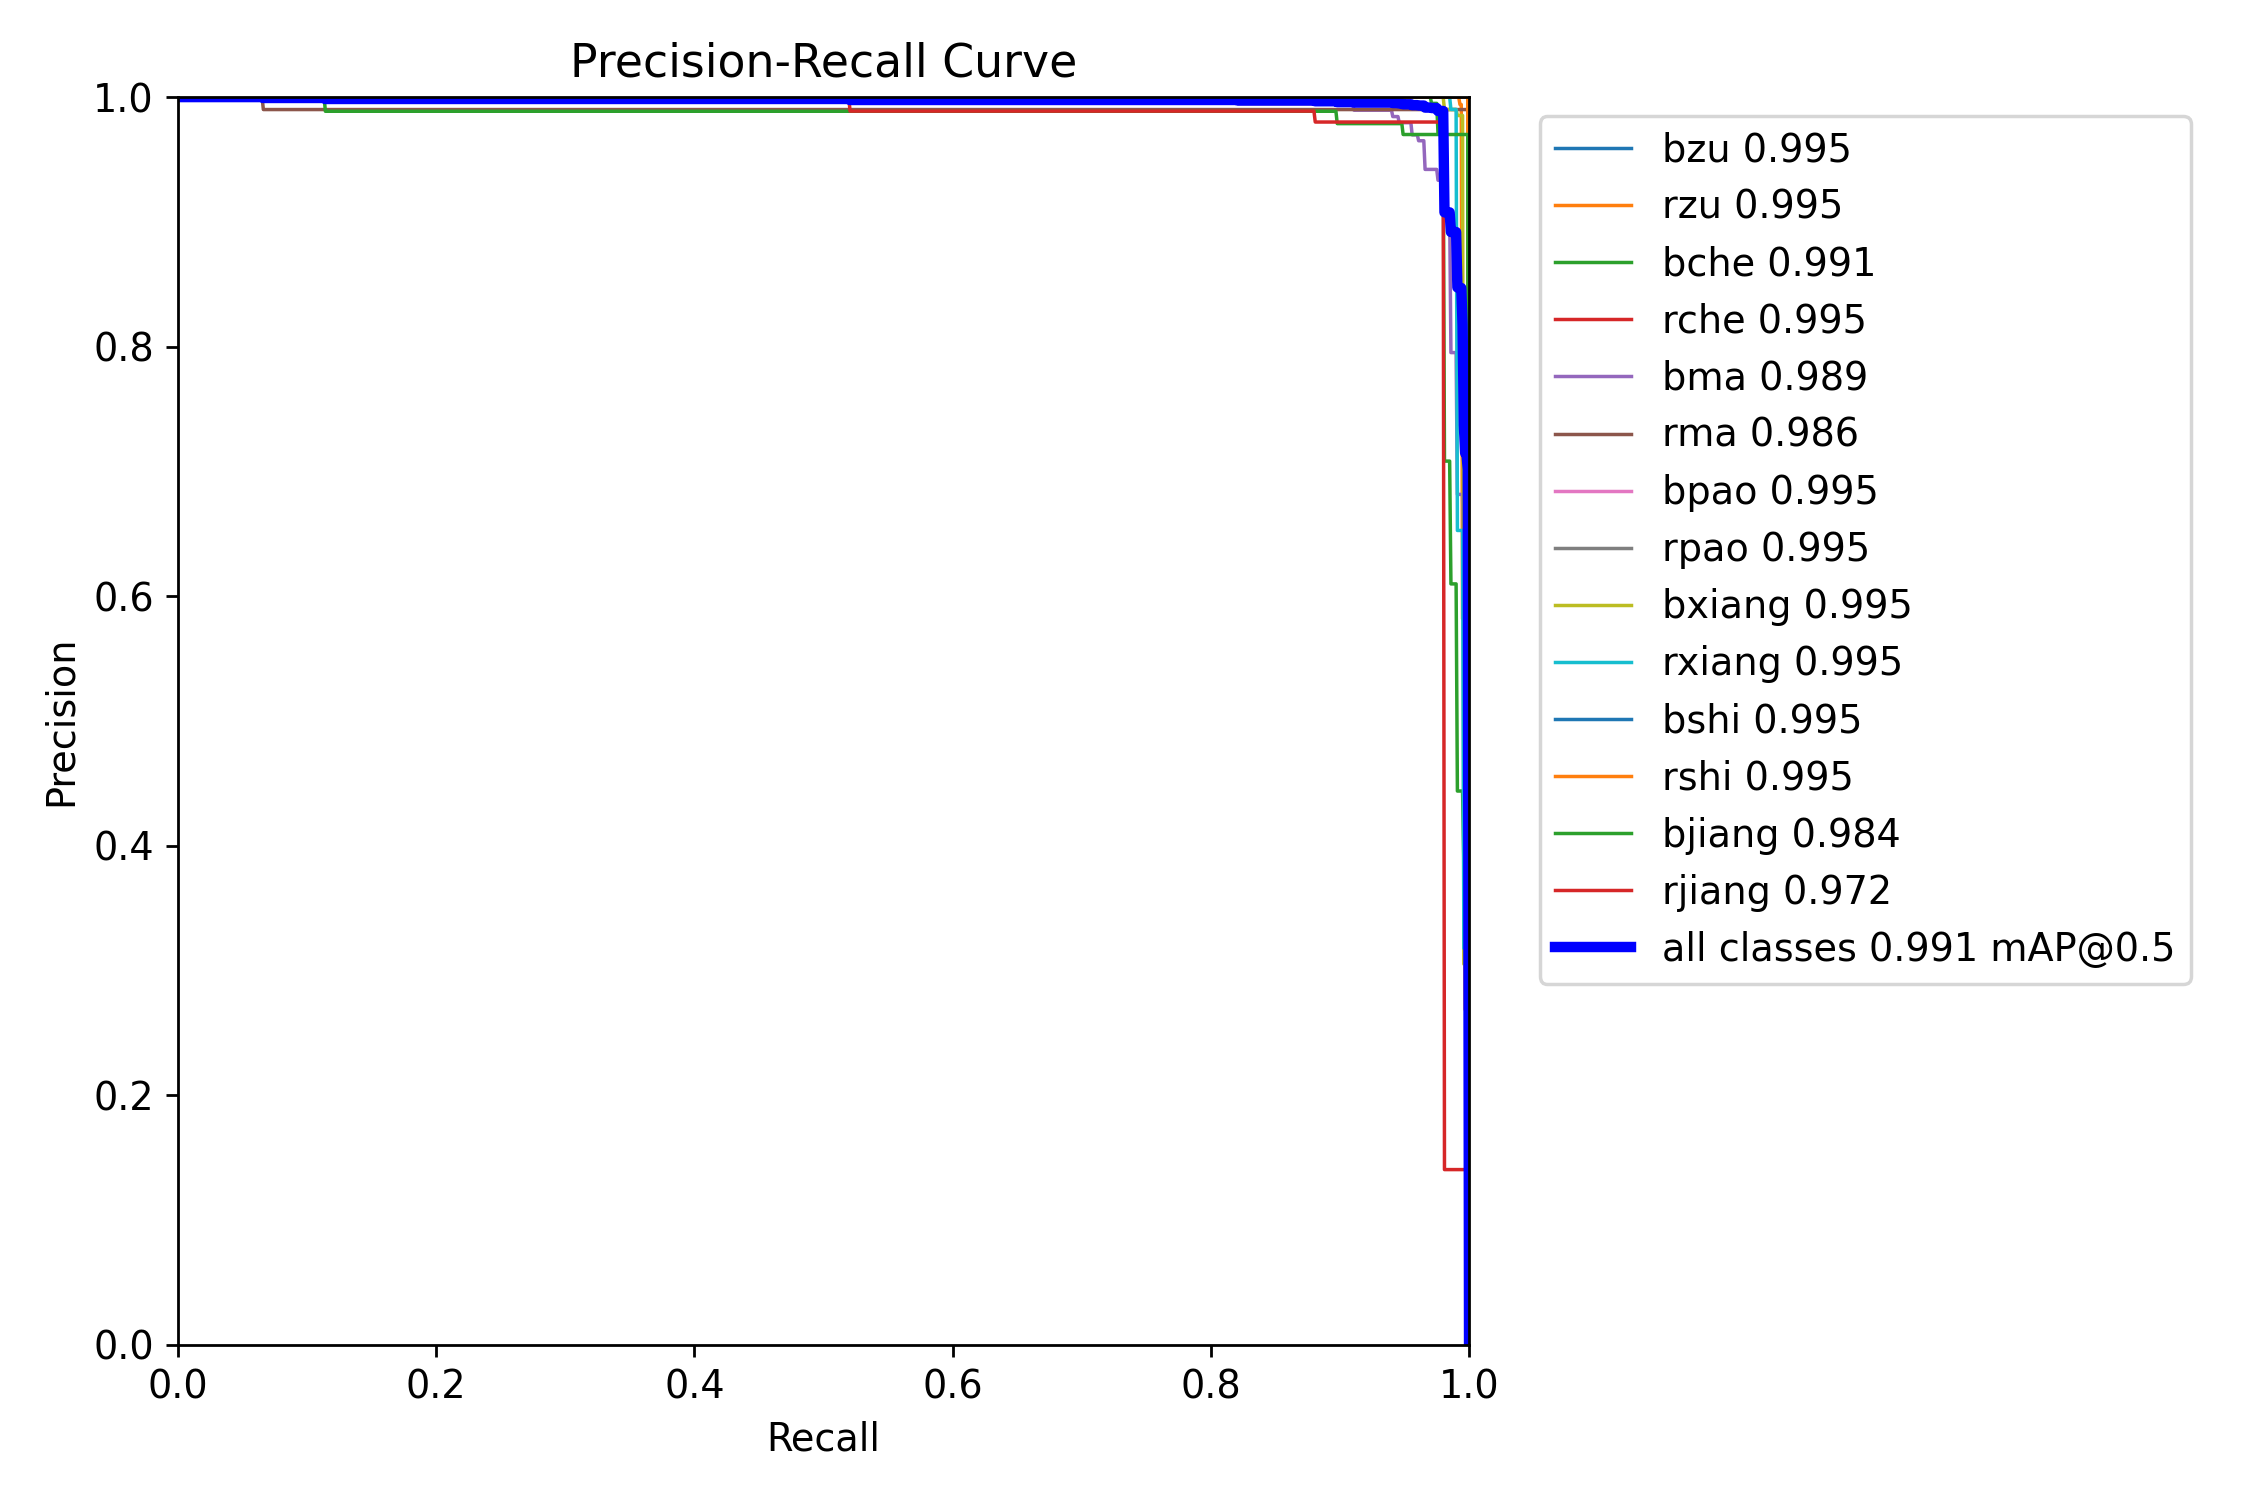 Precision-Recall Curve
1.0
0.8
0.6
0.4
0.2
0.0
Precision
0.0 0.2 0.4 0.6 0.8 1.0
Recall
bzu 0.995
rzu 0.995
bche 0.991
rche 0.995
bma 0.989
rma 0.986
bpao 0.995
rpao 0.995
bxiang 0.995
rxiang 0.995
bshi 0.995
rshi 0.995
bjiang 0.984
rjiang 0.972
all classes 0.991 mAP@0.5